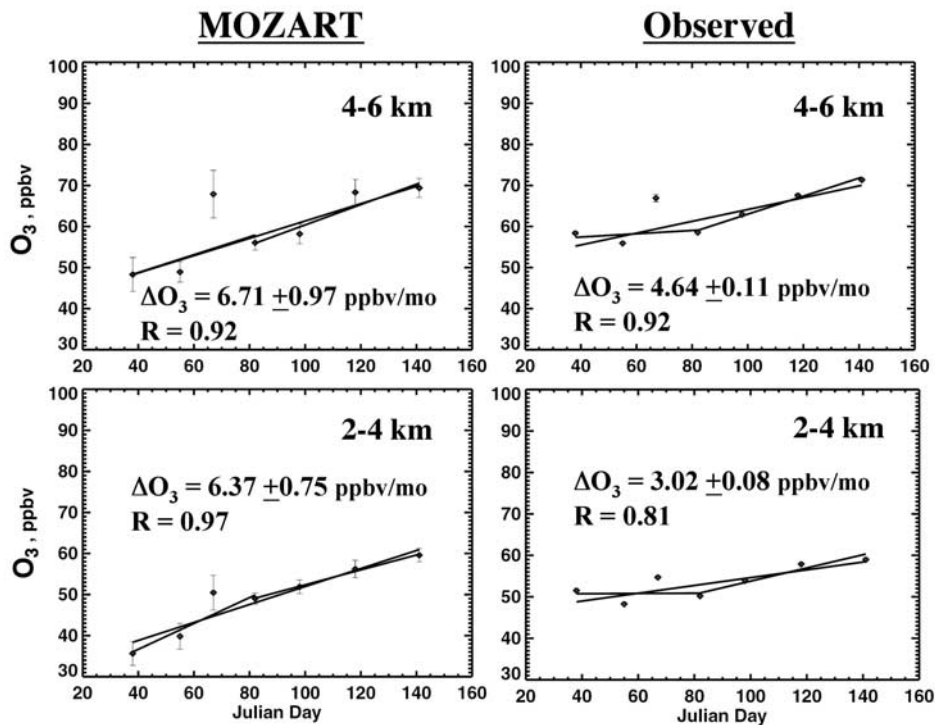 MOZART
Observed
100
90
80
70
60
50
40
30
O3, ppbv
4-6 km
ΔO3 = 6.71 ±0.97 ppbv/mo
R = 0.92
20 40 60 80 100 120 140 160
100
90
80
70
60
50
40
30
4-6 km
ΔO3 = 4.64 ±0.11 ppbv/mo
R = 0.92
20 40 60 80 100 120 140 160
100
90
80
70
60
50
40
30
O3, ppbv
2-4 km
ΔO3 = 6.37 ±0.75 ppbv/mo
R = 0.97
20 40 60 80 100 120 140 160
Julian Day
100
90
80
70
60
50
40
30
2-4 km
ΔO3 = 3.02 ±0.08 ppbv/mo
R = 0.81
20 40 60 80 100 120 140 160
Julian Day